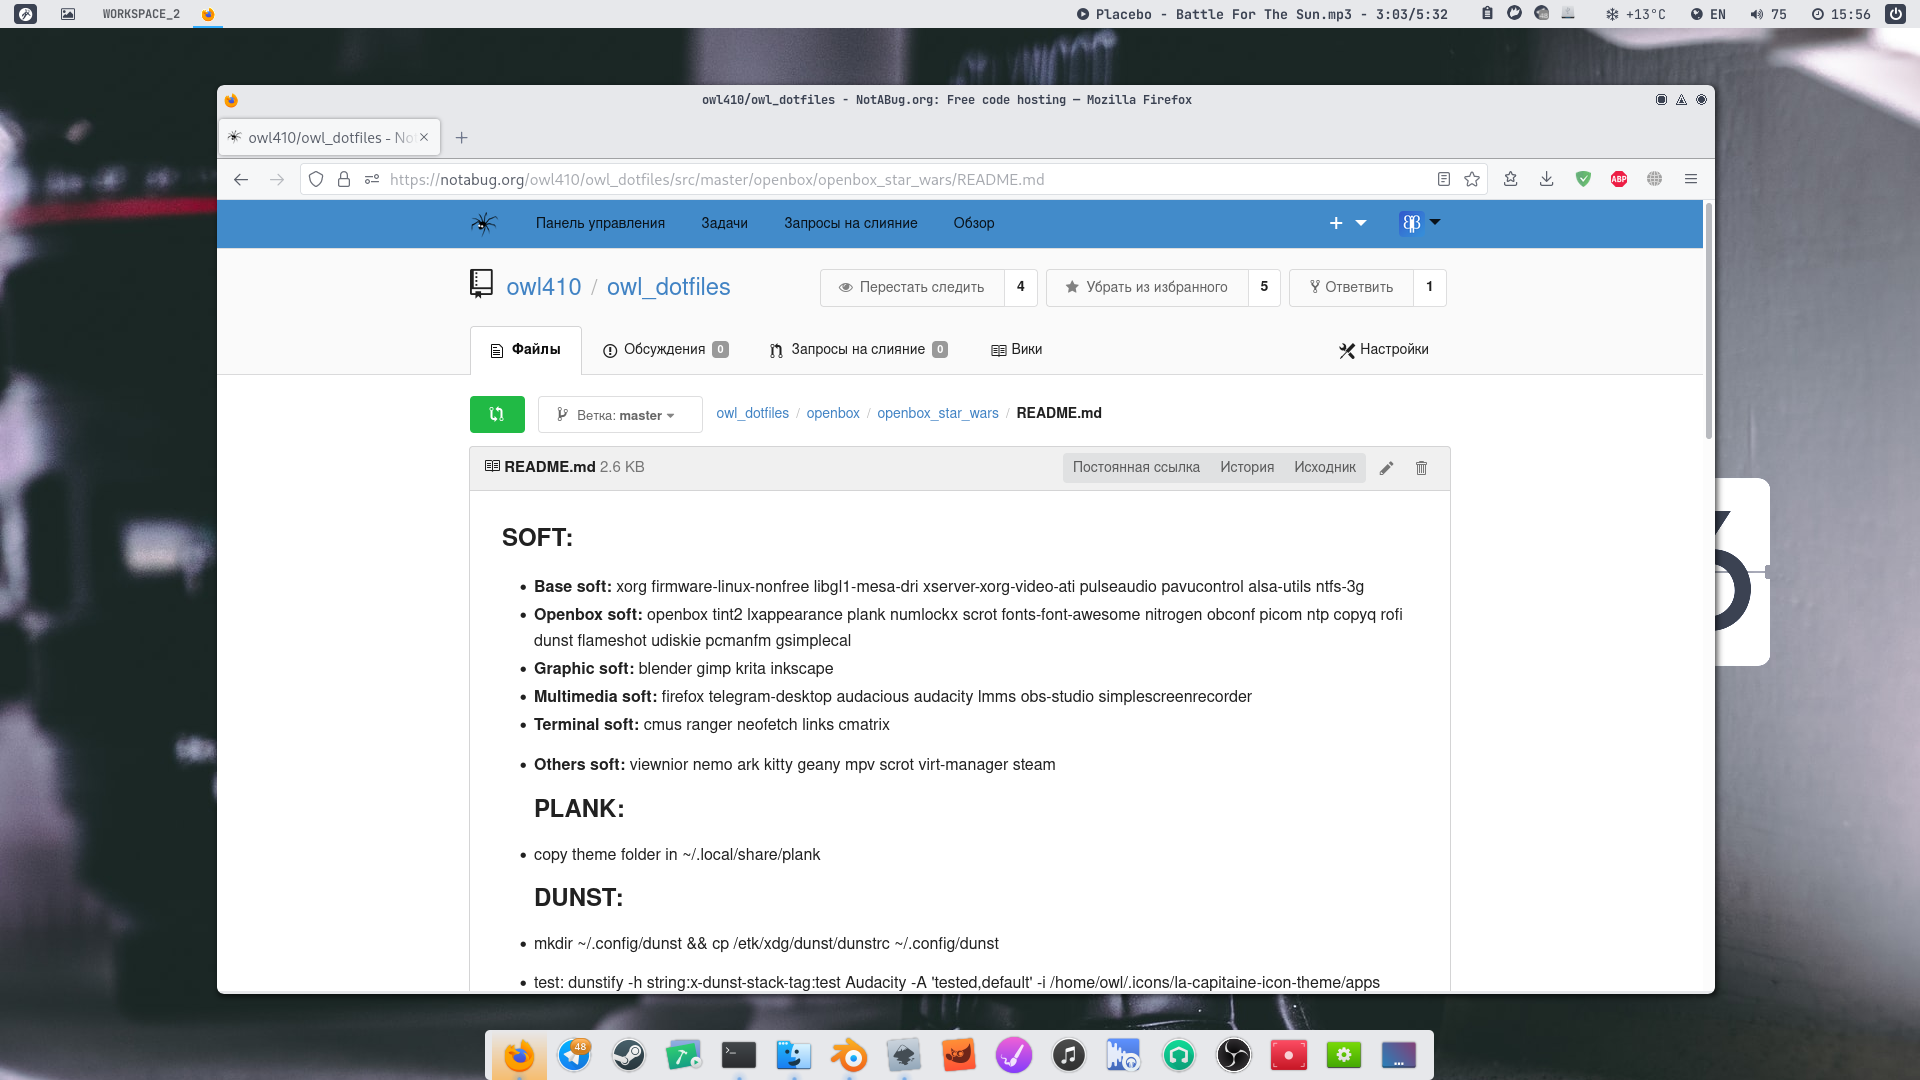 WORKSPACE_2
Placebo - Battle For The Sun.mp3 - 3:03/5:32
+13°C
EN
75
15:56
owl410/owl_dotfiles - NotABug.org: Free code hosting — Mozilla Firefox
owl410/owl_dotfiles - No
https://notabug.org/owl410/owl_dotfiles/src/master/openbox/openbox_star_wars/README.md
ABP
Панель управления Задачи Запросы на слияние Обзор
owl410 / owl_dotfiles
Перестать следить 4
Убрать из избранного 5
Ответвить 1
Файлы Обсуждения 0 Запросы на слияние 0 Вики Настройки
Ветка: master
owl_dotfiles / openbox / openbox_star_wars / README.md
README.md 2.6 KB
Постоянная ссылка История Исходник
SOFT:
• Base soft: xorg firmware-linux-nonfree libgl1-mesa-dri xserver-xorg-video-ati pulseaudio pavucontrol alsa-utils ntfs-3g
• Openbox soft: openbox tint2 lxappearance plank numlockx scrot fonts-font-awesome nitrogen obconf picom ntp copyq rofi
dunst flameshot udiskie pcmanfm gsimplecal
• Graphic soft: blender gimp krita inkscape
• Multimedia soft: firefox telegram-desktop audacious audacity lmms obs-studio simplescreenrecorder
• Terminal soft: cmus ranger neofetch links cmatrix
• Others soft: viewnior nemo ark kitty geany mpv scrot virt-manager steam
PLANK:
• copy theme folder in ~/.local/share/plank
DUNST:
• mkdir ~/.config/dunst && cp /etk/xdg/dunst/dunstrc ~/.config/dunst
• test: dunstify -h string:x-dunst-stack-tag:test Audacity -A 'tested,default' -i /home/owl/.icons/la-capitaine-icon-theme/apps
48